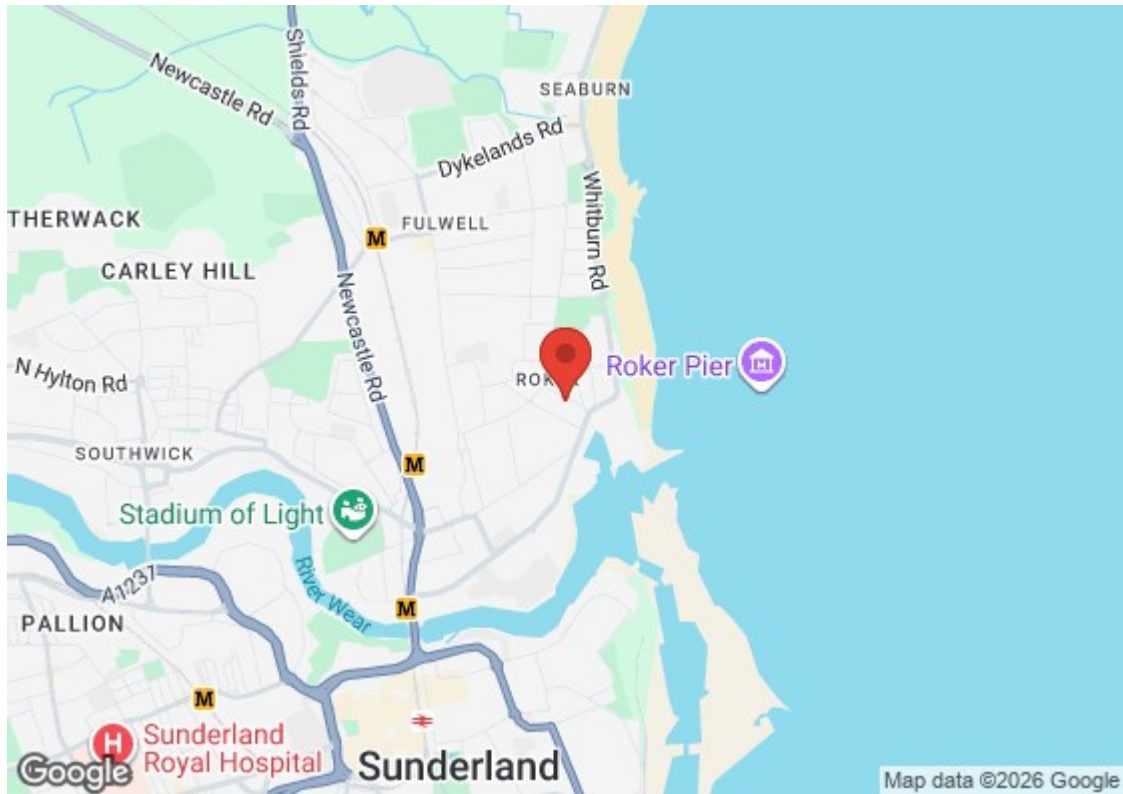 Shields Rd
Newcastle Rd
SEABURN
Dykelands Rd
Whitburn Rd
THERWACK
FULWELL
M
CARLEY HILL
Newcastle Rd
N Hylton Rd
Roker Pier
SOUTHWICK
M
Stadium of Light
A1231
River Wear
M
PALLION
M
H
Sunderland
Royal Hospital
Sunderland
Google
Map data ©2026 Google